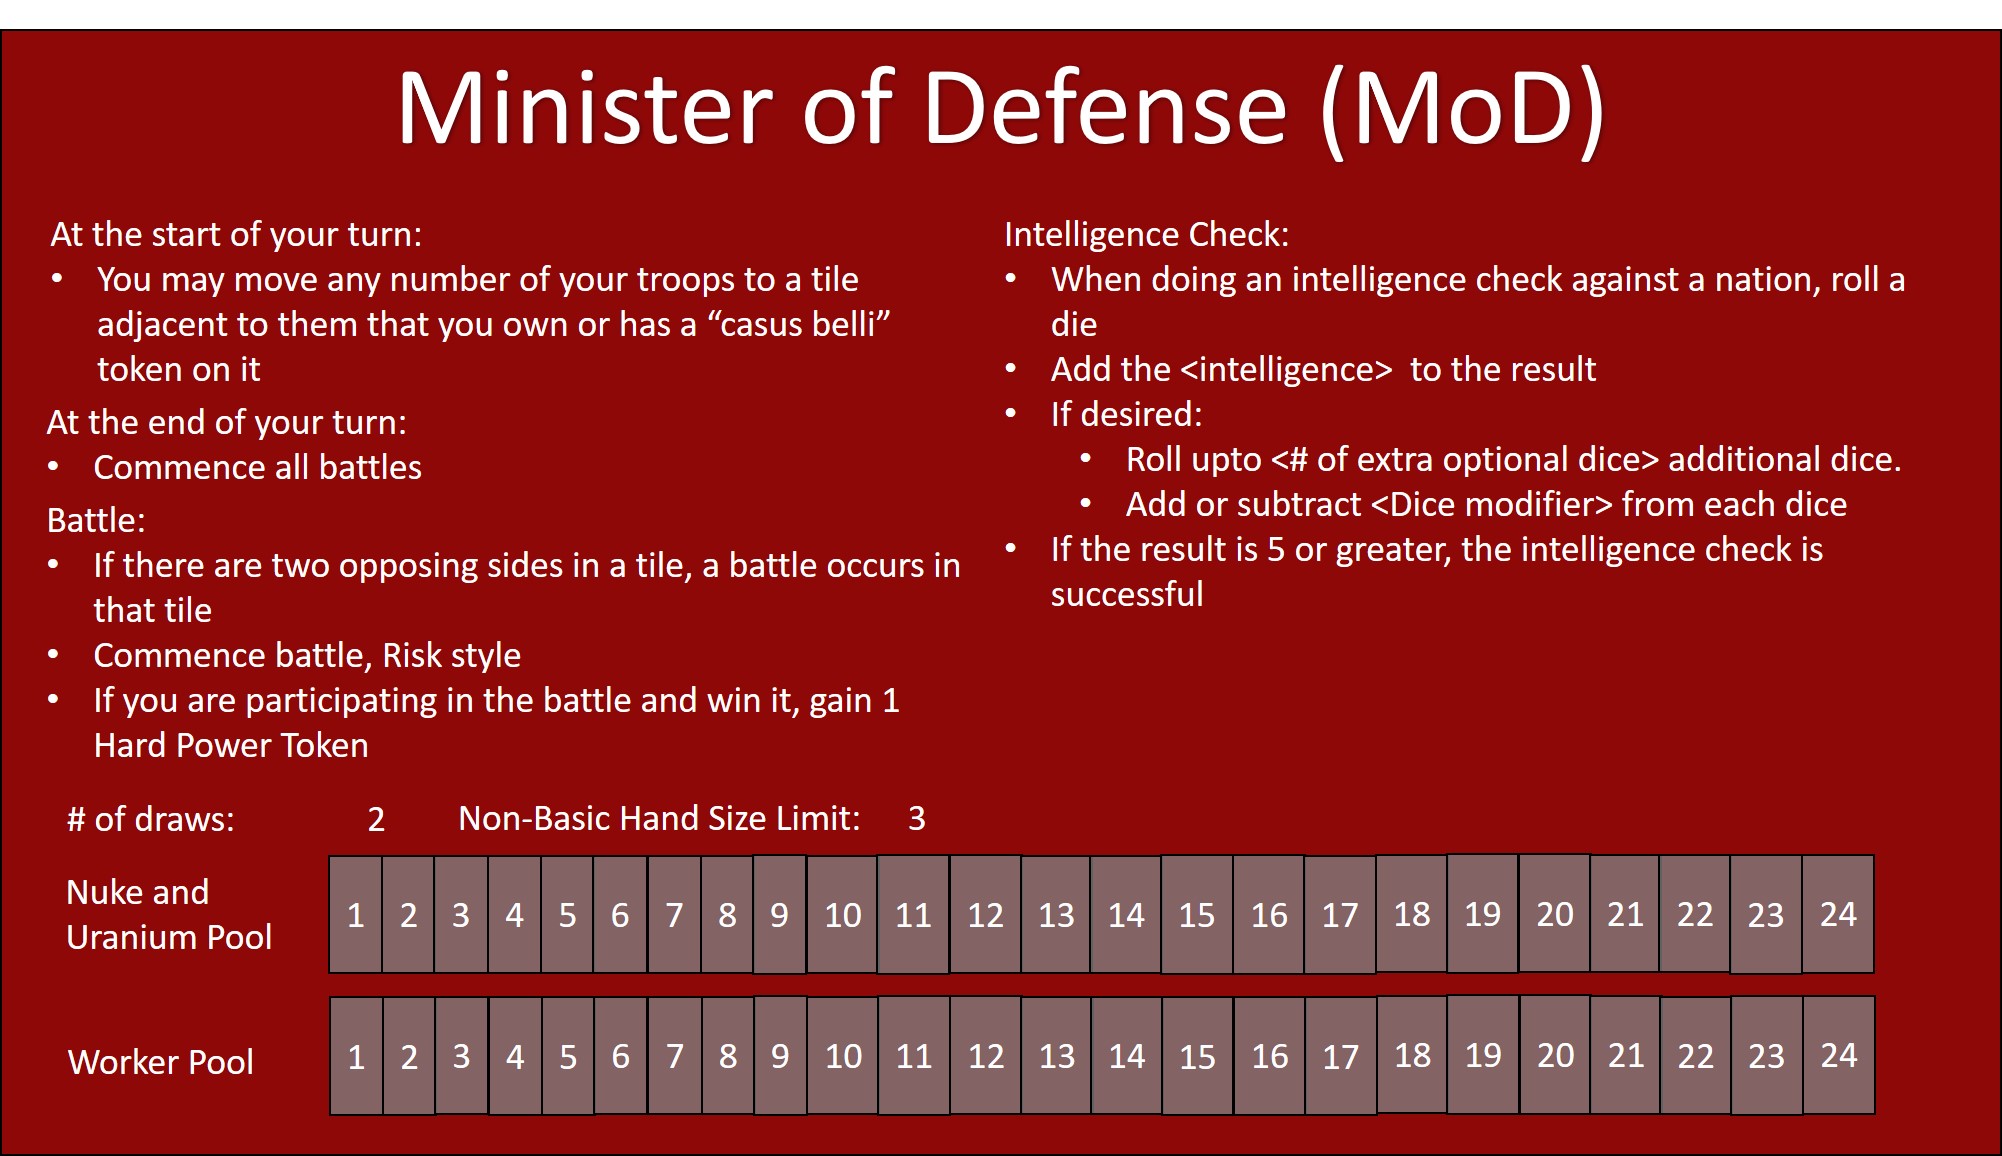 Minister of Defense (MoD)
At the start of your turn:
• You may move any number of your troops to a tile
adjacent to them that you own or has a “casus belli”
token on it
At the end of your turn:
• Commence all battles
Battle:
• If there are two opposing sides in a tile, a battle occurs in
that tile
• Commence battle, Risk style
• If you are participating in the battle and win it, gain 1
Hard Power Token
Intelligence Check:
• When doing an intelligence check against a nation, roll a
die
• Add the <intelligence>  to the result
• If desired:
• Roll upto <# of extra optional dice> additional dice.
• Add or subtract <Dice modifier> from each dice
• If the result is 5 or greater, the intelligence check is
successful
# of draws: 2 Non-Basic Hand Size Limit: 3
Nuke and
Uranium Pool
1 2 3 4 5 6 7 8 9 10 11 12 13 14 15 16 17 18 19 20 21 22 23 24
Worker Pool
1 2 3 4 5 6 7 8 9 10 11 12 13 14 15 16 17 18 19 20 21 22 23 24